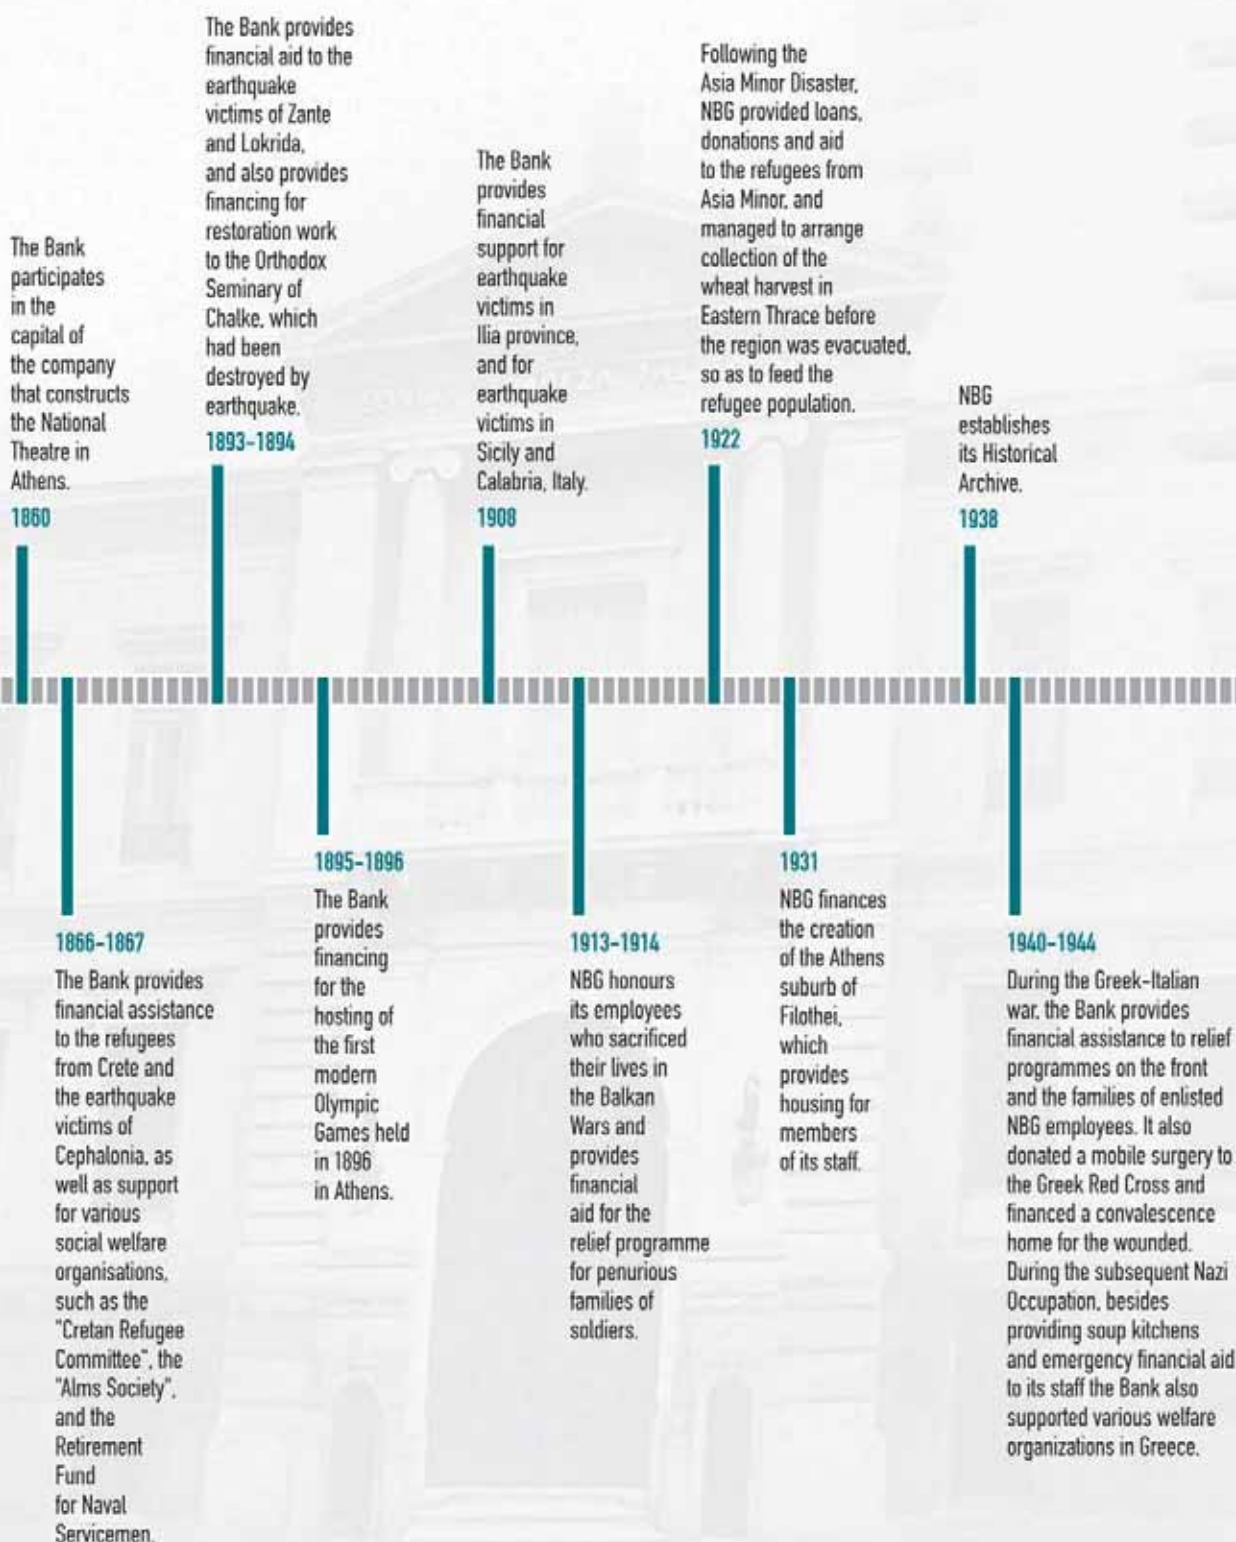 The Bank
participates
in the
capital of
the company
that constructs
the National
Theatre in
Athens.
1860
1866-1867
The Bank provides
financial assistance
to the refugees
from Crete and
the earthquake
victims of
Cephalonia, as
well as support
for various
social welfare
organisations,
such as the
"Cretan Refugee
Committee", the
"Alms Society",
and the
Retirement
Fund
for Naval
Servicemen.
The Bank provides
financial aid to the
earthquake
victims of Zante
and Lokrida,
and also provides
financing for
restoration work
to the Orthodox
Seminary of
Chalke, which
had been
destroyed by
earthquake.
1893-1894
1895-1896
The Bank
provides
financing
for the
hosting of
the first
modern
Olympic
Games held
in 1896
in Athens.
The Bank
provides
financial
support for
earthquake
victims in
Ilia province,
and for
earthquake
victims in
Sicily and
Calabria, Italy.
1908
1913-1914
NBG honours
its employees
who sacrificed
their lives in
the Balkan
Wars and
provides
financial
aid for the
relief programme
for penurious
families of
soldiers.
Following the
Asia Minor Disaster,
NBG provided loans,
donations and aid
to the refugees from
Asia Minor, and
managed to arrange
collection of the
wheat harvest in
Eastern Thrace before
the region was evacuated,
so as to feed the
refugee population.
1922
1931
NBG finances
the creation
of the Athens
suburb of
Filothei,
which
provides
housing for
members
of its staff.
NBG
establishes
its Historical
Archive.
1938
1940-1944
During the Greek-Italian
war, the Bank provides
financial assistance to relief
programmes on the front
and the families of enlisted
NBG employees. It also
donated a mobile surgery to
the Greek Red Cross and
financed a convalescence
home for the wounded.
During the subsequent Nazi
Occupation, besides
providing soup kitchens
and emergency financial aid
to its staff the Bank also
supported various welfare
organizations in Greece.